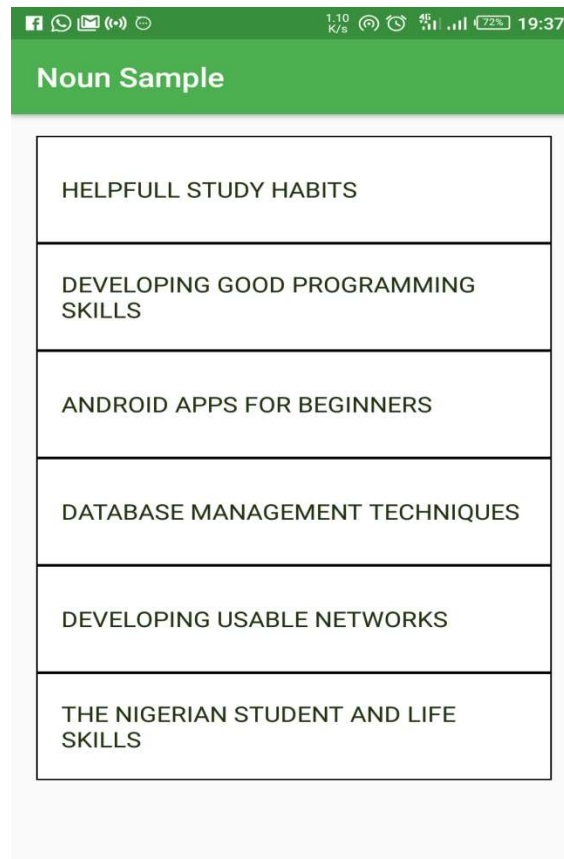 1.10
K/s
4G
72%
19:37
Noun Sample
HELPFULL STUDY HABITS
DEVELOPING GOOD PROGRAMMING
SKILLS
ANDROID APPS FOR BEGINNERS
DATABASE MANAGEMENT TECHNIQUES
DEVELOPING USABLE NETWORKS
THE NIGERIAN STUDENT AND LIFE
SKILLS